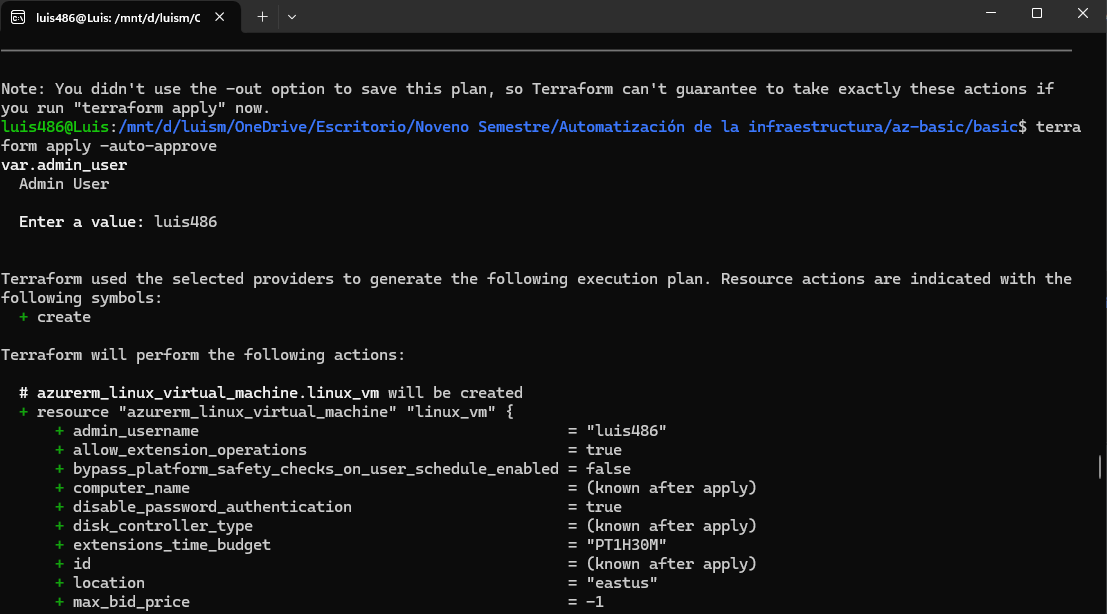 luis486@Luis: /mnt/d/luism/C
Note: You didn't use the -out option to save this plan, so Terraform can't guarantee to take exactly these actions if
you run "terraform apply" now.
luis486@Luis:/mnt/d/luism/OneDrive/Escritorio/Noveno Semestre/Automatización de la infraestructura/az-basic/basic$ terra
form apply -auto-approve
var.admin_user
  Admin User

  Enter a value: luis486


Terraform used the selected providers to generate the following execution plan. Resource actions are indicated with the
following symbols:
  + create

Terraform will perform the following actions:

  # azurerm_linux_virtual_machine.linux_vm will be created
  + resource "azurerm_linux_virtual_machine" "linux_vm" {
      + admin_username                                         = "luis486"
      + allow_extension_operations                             = true
      + bypass_platform_safety_checks_on_user_schedule_enabled = false
      + computer_name                                          = (known after apply)
      + disable_password_authentication                        = true
      + disk_controller_type                                   = (known after apply)
      + extensions_time_budget                                 = "PT1H30M"
      + id                                                     = (known after apply)
      + location                                               = "eastus"
      + max_bid_price                                          = -1